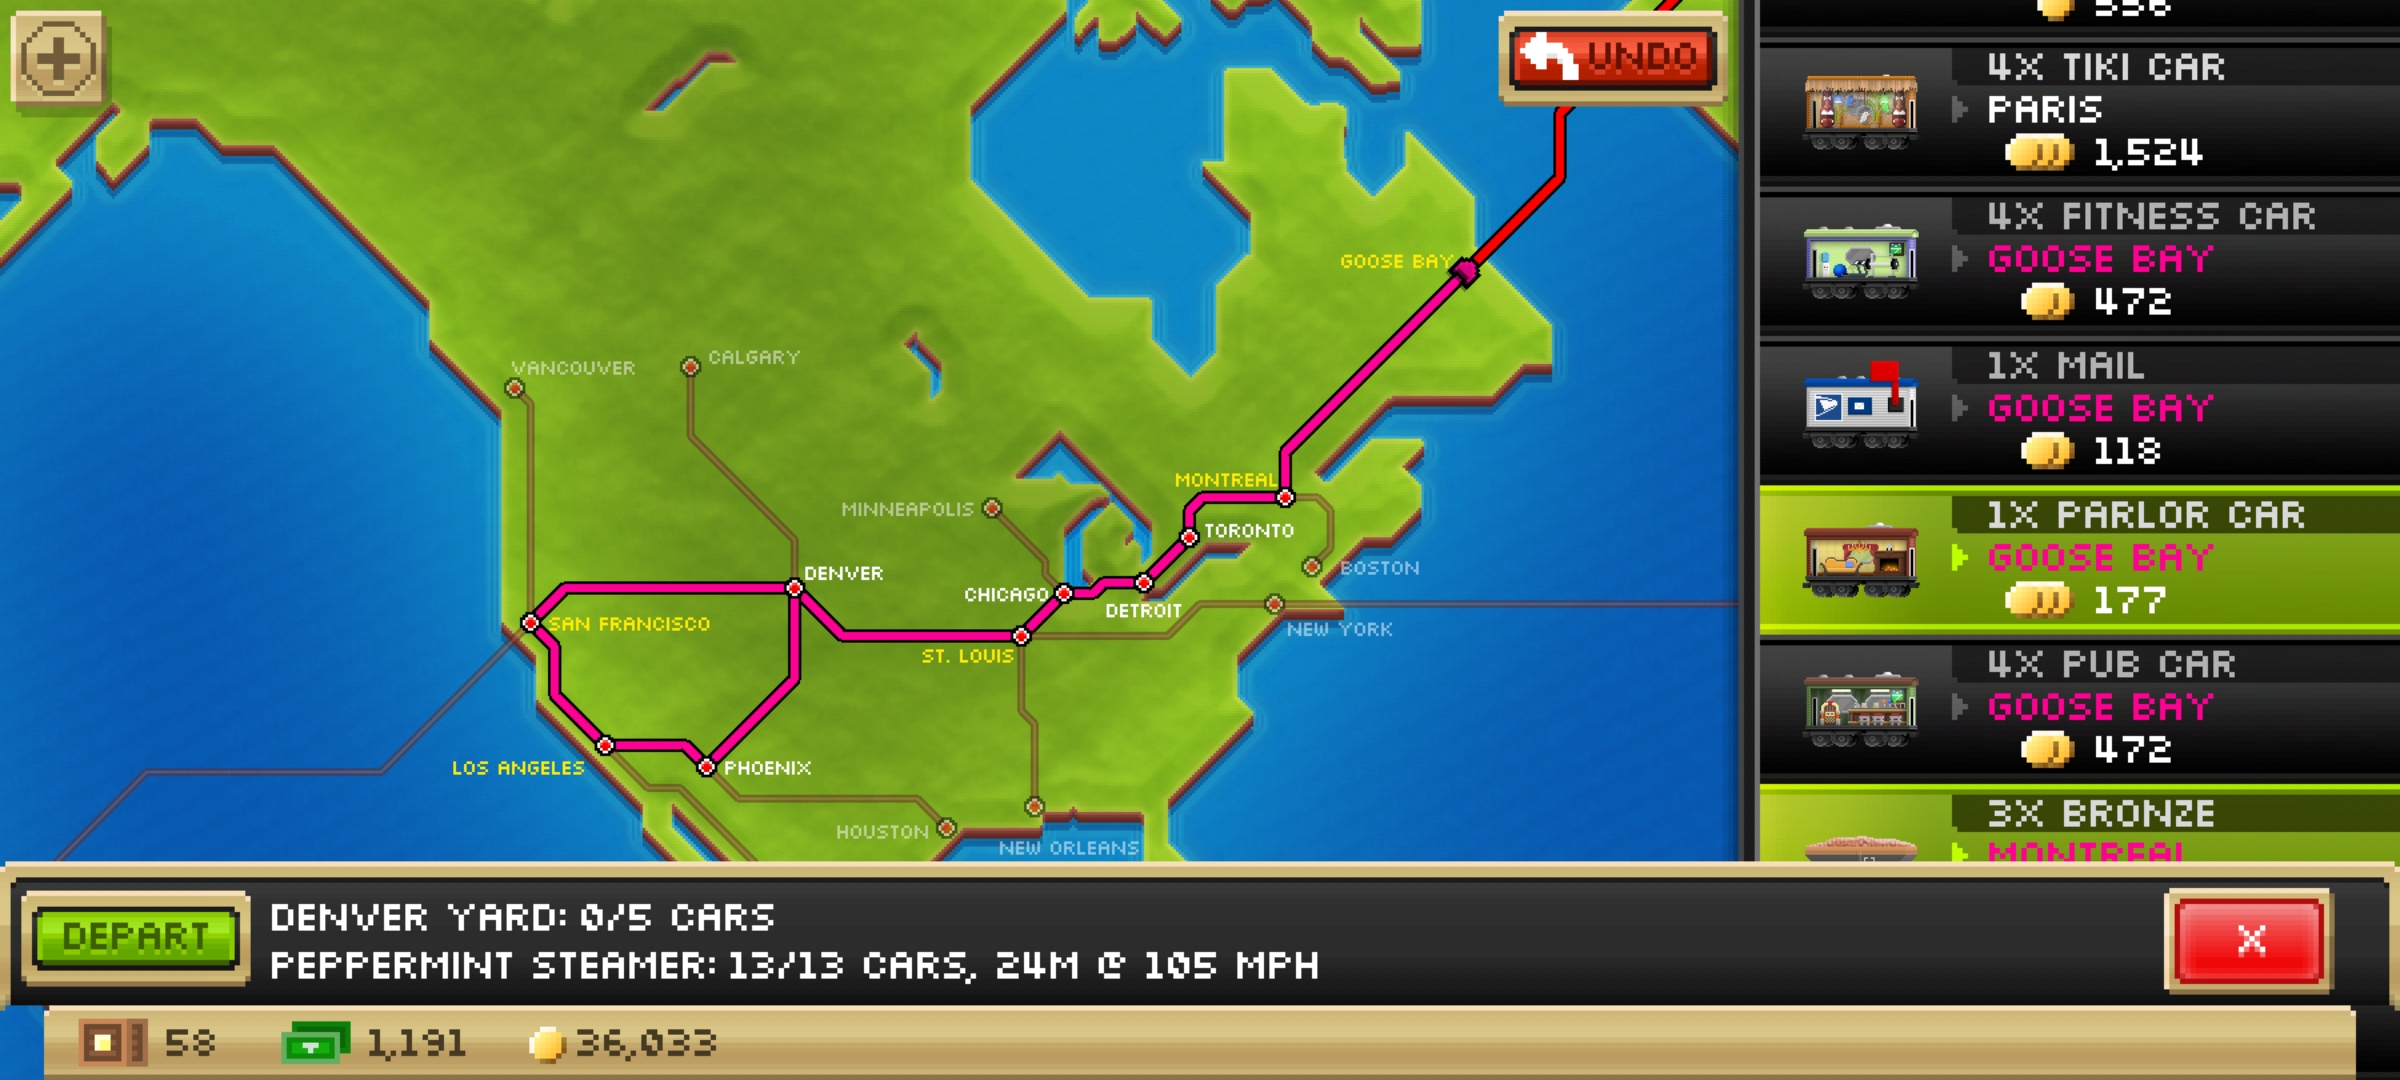 UNDO
GOOSE BAY
VANCOUVER
CALGARY
MINNEAPOLIS
MONTREAL
TORONTO
BOSTON
DENVER
CHICAGO
DETROIT
NEW YORK
SAN FRANCISCO
ST. LOUIS
LOS ANGELES
PHOENIX
HOUSTON
NEW ORLEANS
556
4X TIKI CAR
PARIS
1,524
4X FITNESS CAR
GOOSE BAY
472
1X MAIL
GOOSE BAY
118
1X PARLOR CAR
GOOSE BAY
177
4X PUB CAR
GOOSE BAY
472
3X BRONZE
MONTREAL
DEPART
DENVER YARD: 0/5 CARS
PEPPERMINT STEAMER: 13/13 CARS, 24M @ 105 MPH
X
58
1,191
36,033